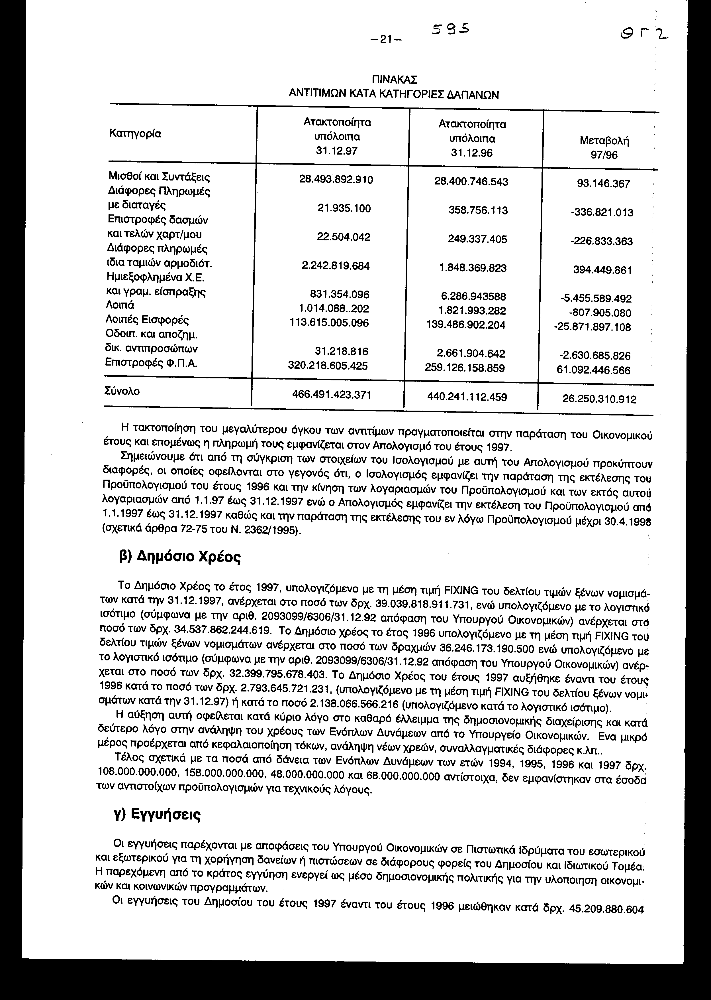 595
-21-
ΘΓ2
ΠΙΝΑΚΑΣ
ΑΝΤΙΤΙΜΩΝ ΚΑΤΑ ΚΑΤΗΓΟΡΙΕΣ ΔΑΠΑΝΩΝ
Κατηγορία | Ατακτοποίητα υπόλοιπα 31.12.97 | Ατακτοποίητα υπόλοιπα 31.12.96 | Μεταβολή 97/96
Μισθοί και Συντάξεις 28.493.892.910 28.400.746.543 93.146.367
Διάφορες Πληρωμές
με διαταγές 21.935.100 358.756.113 -336.821.013
Επιστροφές δασμών
και τελών χαρτ/μου 22.504.042 249.337.405 -226.833.363
Διάφορες πληρωμές
ιδια ταμιών αρμοδιότ. 2.242.819.684 1.848.369.823 394.449.861
Ημιεξοφλημένα Χ.Ε.
και γραμ. είσπραξης 831.354.096 6.286.943588 -5.455.589.492
Λοιπά 1.014.088..202 1.821.993.282 -807.905.080
Λοιπές Εισφορές 113.615.005.096 139.486.902.204 -25.871.897.108
Οδοιπ. και αποζημ.
δικ. αντιπροσώπων 31.218.816 2.661.904.642 -2.630.685.826
Επιστροφές Φ.Π.Α. 320.218.605.425 259.126.158.859 61.092.446.566
Σύνολο 466.491.423.371 440.241.112.459 26.250.310.912
Η τακτοποίηση του μεγαλύτερου όγκου των αντιτίμων πραγματοποιείται στην παράταση του Οικονομικού
έτους και επομένως η πληρωμή τους εμφανίζεται στον Απολογισμό του έτους 1997.
Σημειώνουμε ότι από τη σύγκριση των στοιχείων του Ισολογισμού με αυτή του Απολογισμού προκύπτουν
διαφορές, οι οποίες οφείλονται στο γεγονός ότι, ο Ισολογισμός εμφανίζει την παράταση της εκτέλεσης του
Προϋπολογισμού του έτους 1996 και την κίνηση των λογαριασμών του Προϋπολογισμού και των εκτός αυτού
λογαριασμών από 1.1.97 έως 31.12.1997 ενώ ο Απολογισμός εμφανίζει την εκτέλεση του Προϋπολογισμού από
1.1.1997 έως 31.12.1997 καθώς και την παράταση της εκτέλεσης του εν λόγω Προϋπολογισμού μέχρι 30.4.1998
(σχετικά άρθρα 72-75 του Ν. 2362/1995).
β) Δημόσιο Χρέος
Το Δημόσιο Χρέος το έτος 1997, υπολογιζόμενο με τη μέση τιμή FIXING του δελτίου τιμών ξένων νομισμά-
των κατά την 31.12.1997, ανέρχεται στο ποσό των δρχ. 39.039.818.911.731, ενώ υπολογιζόμενο με το λογιστικό
ισότιμο (σύμφωνα με την αριθ. 2093099/6306/31.12.92 απόφαση του Υπουργού Οικονομικών) ανέρχεται στο
ποσό των δρχ. 34.537.862.244.619. Το Δημόσιο χρέος το έτος 1996 υπολογιζόμενο με τη μέση τιμή FIXING του
δελτίου τιμών ξένων νομισμάτων ανέρχεται στο ποσό των δραχμών 36.246.173.190.500 ενώ υπολογιζόμενο με
το λογιστικό ισότιμο (σύμφωνα με την αριθ. 2093099/6306/31.12.92 απόφαση του Υπουργού Οικονομικών) ανέρ-
χεται στο ποσό των δρχ. 32.399.795.678.403. Το Δημόσιο Χρέος του έτους 1997 αυξήθηκε έναντι του έτους
1996 κατά το ποσό των δρχ. 2.793.645.721.231, (υπολογιζόμενο με τη μέση τιμή FIXING του δελτίου ξένων νομι-
σμάτων κατά την 31.12.97) ή κατά το ποσό 2.138.066.566.216 (υπολογιζόμενο κατά το λογιστικό ισότιμο).
Η αύξηση αυτή οφείλεται κατά κύριο λόγο στο καθαρό έλλειμμα της δημοσιονομικής διαχείρισης και κατά
δεύτερο λόγο στην ανάληψη του χρέους των Ενόπλων Δυνάμεων από το Υπουργείο Οικονομικών. Ενα μικρό
μέρος προέρχεται από κεφαλαιοποίηση τόκων, ανάληψη νέων χρεών, συναλλαγματικές διάφορες κ.λπ..
Τέλος σχετικά με τα ποσά από δάνεια των Ενόπλων Δυνάμεων των ετών 1994, 1995, 1996 και 1997 δρχ.
108.000.000.000, 158.000.000.000, 48.000.000.000 και 68.000.000.000 αντίστοιχα, δεν εμφανίστηκαν στα έσοδα
των αντιστοίχων προϋπολογισμών για τεχνικούς λόγους.
γ) Εγγυήσεις
Οι εγγυήσεις παρέχονται με αποφάσεις του Υπουργού Οικονομικών σε Πιστωτικά Ιδρύματα του εσωτερικού
και εξωτερικού για τη χορήγηση δανείων ή πιστώσεων σε διάφορους φορείς του Δημοσίου και Ιδιωτικού Τομέα.
Η παρεχόμενη από το κράτος εγγύηση ενεργεί ως μέσο δημοσιονομικής πολιτικής για την υλοποιηση οικονομι-
κών και κοινωνικών προγραμμάτων.
Οι εγγυήσεις του Δημοσίου του έτους 1997 έναντι του έτους 1996 μειώθηκαν κατά δρχ. 45.209.880.604